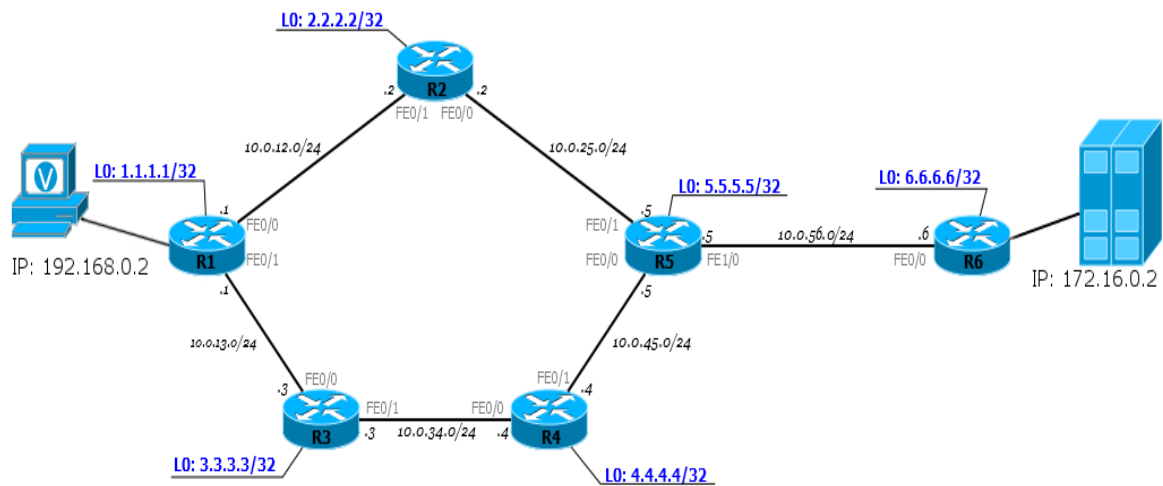 L0: 2.2.2.2/32
R2
.2
.2
FE0/1
FE0/0
10.0.12.0/24
10.0.25.0/24
V
L0: 1.1.1.1/32
L0: 5.5.5.5/32
L0: 6.6.6.6/32
.1
FE0/0
FE0/1
.5
.5
10.0.56.0/24
.6
R1
FE0/1
FE0/0
R5
FE1/0
FE0/0
R6
IP: 192.168.0.2
IP: 172.16.0.2
.1
.5
10.0.13.0/24
10.0.45.0/24
FE0/0
.3
FE0/1
.4
FE0/1
FE0/0
R3
.3
10.0.34.0/24
.4
R4
L0: 3.3.3.3/32
L0: 4.4.4.4/32